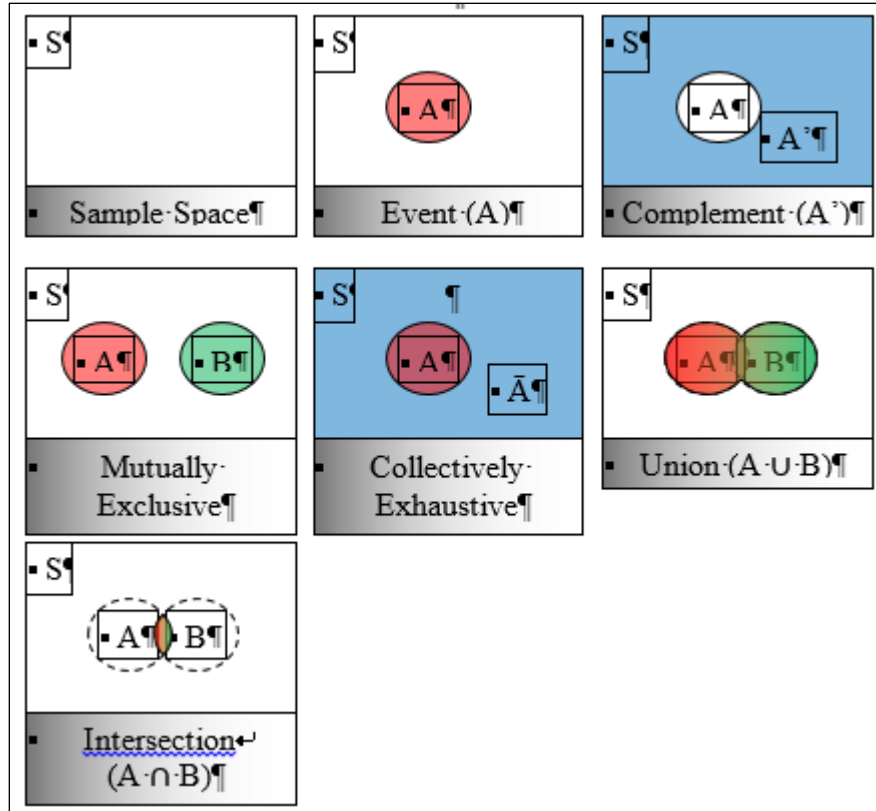 ¶
▪ S¶
▪ Sample·Space¶
▪ S¶
▪ A¶
▪ Event·(A)¶
▪ S¶
▪ A¶
▪ A’¶
▪ Complement·(A’)¶
▪ S¶
▪ A¶
▪ B¶
▪ Mutually·
Exclusive¶
▪ S¶
¶
▪ A¶
▪ Ā¶
▪ Collectively·
Exhaustive¶
▪ S¶
▪ A¶
▪ B¶
▪ Union·(A·∪·B)¶
▪ S¶
▪ A¶
▪ B¶
▪ Intersection↵
(A·∩·B)¶